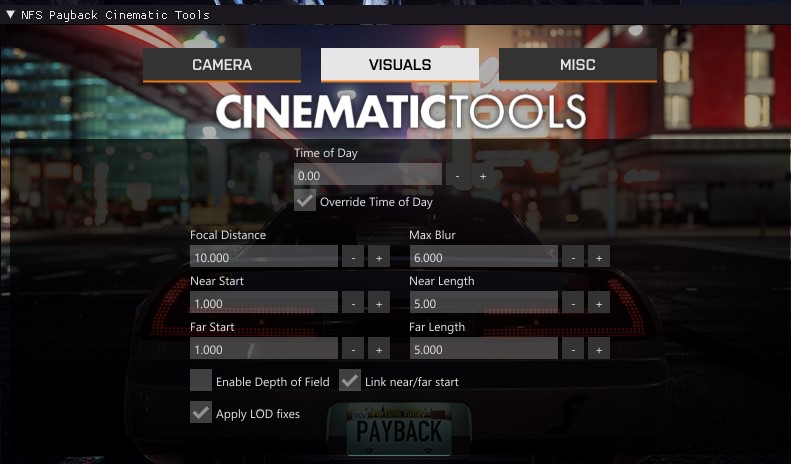 NFS Payback Cinematic Tools
CAMERA VISUALS MISC
CINEMATICTOOLS
Time of Day
0.00 - +
Override Time of Day
Focal Distance Max Blur
10.000 - + 6.000 - +
Near Start Near Length
1.000 - + 5.00 - +
Far Start Far Length
1.000 - + 5.000 - +
Enable Depth of Field Link near/far start
Apply LOD fixes
Fortune Valley
PAYBACK